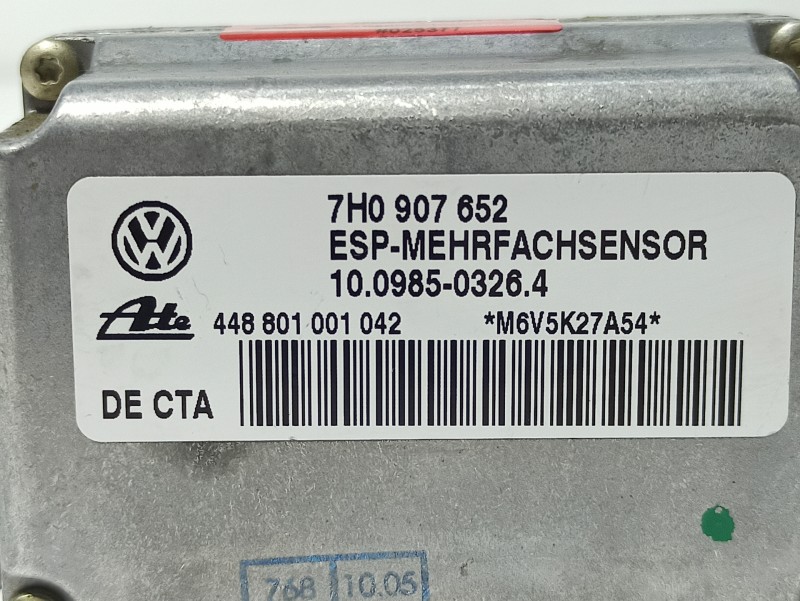 7H0 907 652
ESP-MEHRFACHSENSOR
10.0985-0326.4
Ate 448 801 001 042 *M6V5K27A54*
DE CTA
768 10.05